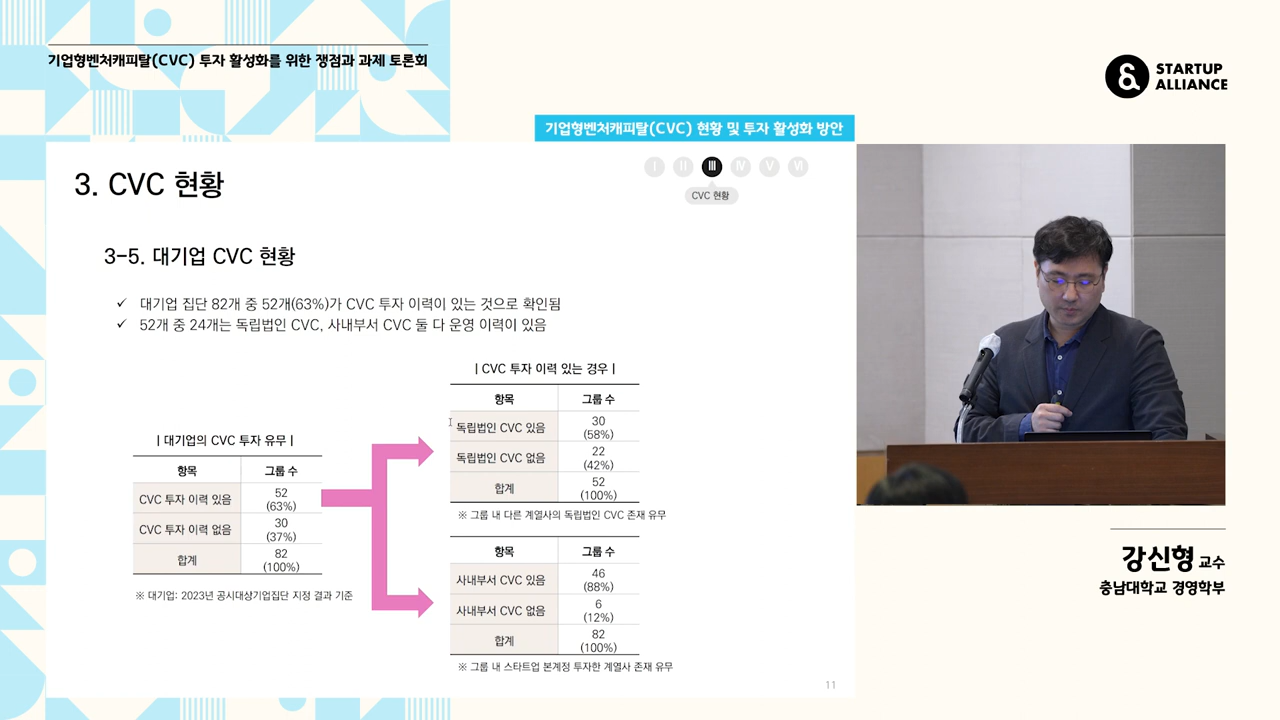 기업형벤처캐피탈(CVC) 투자 활성화를 위한 쟁점과 과제 토론회
STARTUP
ALLIANCE
기업형벤처캐피탈(CVC) 현황 및 투자 활성화 방안
I II III IV V VI
CVC 현황
3. CVC 현황
3-5. 대기업 CVC 현황
✓ 대기업 집단 82개 중 52개(63%)가 CVC 투자 이력이 있는 것으로 확인됨
✓ 52개 중 24개는 독립법인 CVC, 사내부서 CVC 둘 다 운영 이력이 있음
| 대기업의 CVC 투자 유무 |
항목 그룹 수
CVC 투자 이력 있음 52 (63%)
CVC 투자 이력 없음 30 (37%)
합계 82 (100%)
※ 대기업: 2023년 공시대상기업집단 지정 결과 기준
| CVC 투자 이력 있는 경우 |
항목 그룹 수
독립법인 CVC 있음 30 (58%)
독립법인 CVC 없음 22 (42%)
합계 52 (100%)
※ 그룹 내 다른 계열사의 독립법인 CVC 존재 유무
항목 그룹 수
사내부서 CVC 있음 46 (88%)
사내부서 CVC 없음 6 (12%)
합계 82 (100%)
※ 그룹 내 스타트업 본계정 투자한 계열사 존재 유무
11
강신형 교수
충남대학교 경영학부